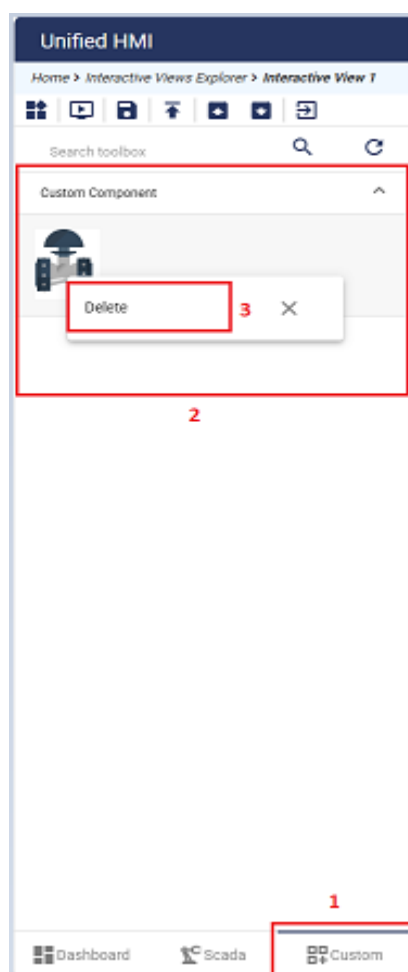 Unified HMI
Home > Interactive Views Explorer > Interactive View 1
Search toolbox
Custom Component
Delete
3
2
1
Dashboard
Scada
Custom